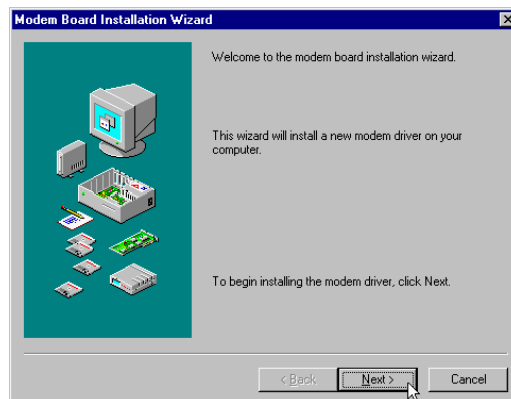 Modem Board Installation Wizard
Welcome to the modem board installation wizard.
This wizard will install a new modem driver on your
computer.
To begin installing the modem driver, click Next.
< Back
Next >
Cancel